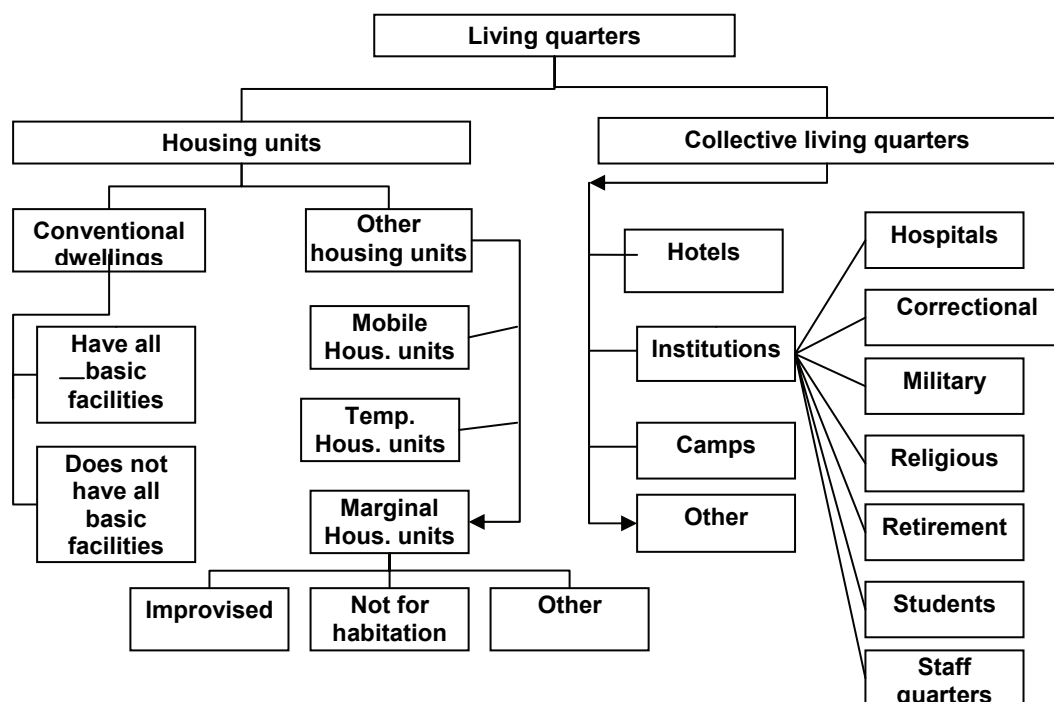 Living quarters
Housing units
Collective living quarters
Conventional
dwellings
Other
housing units
Have all
basic
facilities
Does not
have all
basic
facilities
Mobile
Hous. units
Temp.
Hous. units
Marginal
Hous. units
Improvised
Not for
habitation
Other
Hotels
Institutions
Camps
Other
Hospitals
Correctional
Military
Religious
Retirement
Students
Staff
quarters